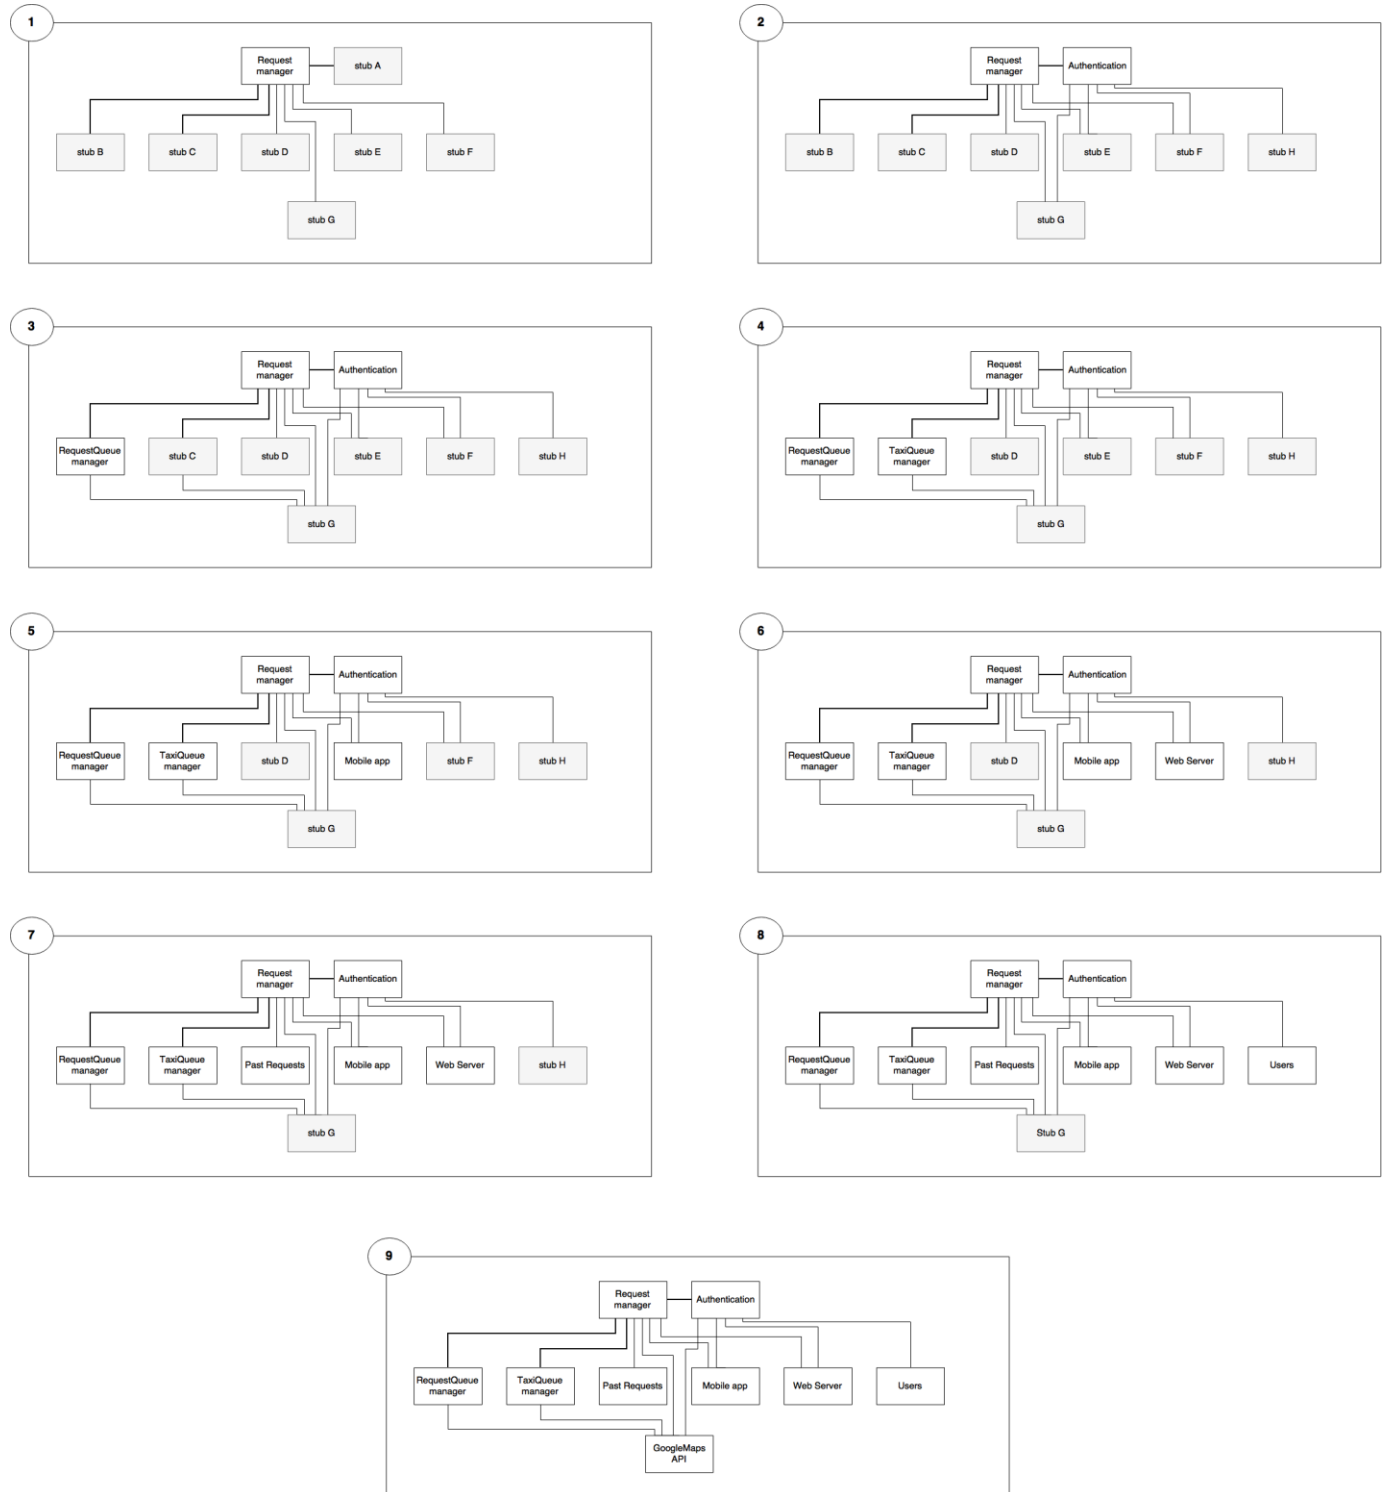 1
Request
manager
stub A
stub B
stub C
stub D
stub E
stub F
stub G
2
Request
manager
Authentication
stub B
stub C
stub D
stub E
stub F
stub H
stub G
3
Request
manager
Authentication
RequestQueue
manager
stub C
stub D
stub E
stub F
stub H
stub G
4
Request
manager
Authentication
RequestQueue
manager
TaxiQueue
manager
stub D
stub E
stub F
stub H
stub G
5
Request
manager
Authentication
RequestQueue
manager
TaxiQueue
manager
stub D
Mobile app
stub F
stub H
stub G
6
Request
manager
Authentication
RequestQueue
manager
TaxiQueue
manager
stub D
Mobile app
Web Server
stub H
stub G
7
Request
manager
Authentication
RequestQueue
manager
TaxiQueue
manager
Past Requests
Mobile app
Web Server
stub H
stub G
8
Request
manager
Authentication
RequestQueue
manager
TaxiQueue
manager
Past Requests
Mobile app
Web Server
Users
Stub G
9
Request
manager
Authentication
RequestQueue
manager
TaxiQueue
manager
Past Requests
Mobile app
Web Server
Users
GoogleMaps
API